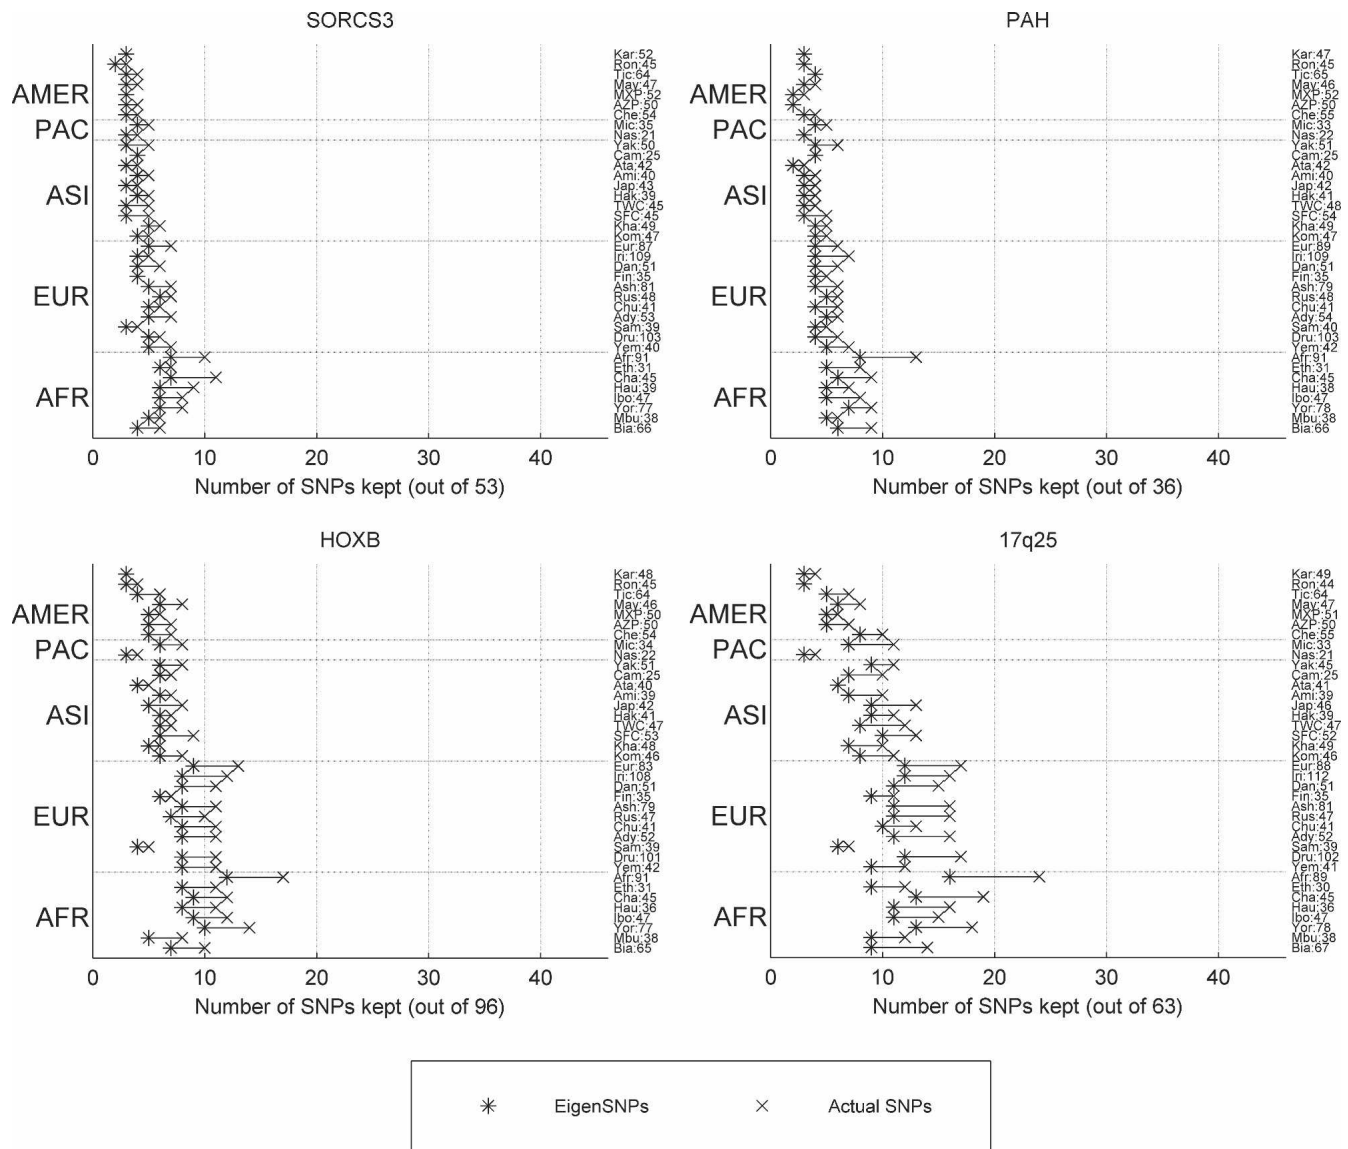 SORCS3
AMER
PAC
ASI
EUR
AFR
Kar:52
Ron:45
Tic:64
May:47
MXP:52
AZP:50
Che:54
Mic:35
Nas:21
Yak:50
Cam:25
Ata:42
Ami:40
Jap:43
Hak:39
TWC:45
SFC:45
Kha:49
Kom:47
Eur:87
Iri:109
Dan:51
Fin:35
Ash:81
Rus:48
Chu:41
Ady:53
Sam:39
Dru:103
Yem:40
Afr:91
Eth:31
Cha:45
Hau:39
Ibo:47
Yor:77
Mbu:38
Bia:66
0 10 20 30 40
Number of SNPs kept (out of 53)
PAH
AMER
PAC
ASI
EUR
AFR
Kar:47
Ron:45
Tic:65
May:46
MXP:52
AZP:50
Che:55
Mic:33
Nas:22
Yak:51
Cam:25
Ata:42
Ami:40
Jap:42
Hak:41
TWC:48
SFC:54
Kha:49
Kom:47
Eur:89
Iri:109
Dan:51
Fin:35
Ash:79
Rus:48
Chu:41
Ady:54
Sam:40
Dru:103
Yem:42
Afr:91
Eth:31
Cha:45
Hau:38
Ibo:47
Yor:78
Mbu:38
Bia:66
0 10 20 30 40
Number of SNPs kept (out of 36)
HOXB
AMER
PAC
ASI
EUR
AFR
Kar:48
Ron:45
Tic:64
May:46
MXP:50
AZP:50
Che:54
Mic:34
Nas:22
Yak:51
Cam:25
Ata:40
Ami:39
Jap:42
Hak:41
TWC:47
SFC:53
Kha:48
Kom:46
Eur:83
Iri:108
Dan:51
Fin:35
Ash:79
Rus:47
Chu:41
Ady:52
Sam:39
Dru:101
Yem:42
Afr:91
Eth:31
Cha:45
Hau:36
Ibo:47
Yor:77
Mbu:38
Bia:65
0 10 20 30 40
Number of SNPs kept (out of 96)
17q25
AMER
PAC
ASI
EUR
AFR
Kar:49
Ron:44
Tic:64
May:47
MXP:51
AZP:50
Che:55
Mic:33
Nas:21
Yak:45
Cam:25
Ata:41
Ami:39
Jap:46
Hak:39
TWC:47
SFC:52
Kha:49
Kom:46
Eur:88
Iri:112
Dan:51
Fin:35
Ash:81
Rus:47
Chu:41
Ady:52
Sam:39
Dru:102
Yem:41
Afr:89
Eth:30
Cha:45
Hau:36
Ibo:47
Yor:78
Mbu:38
Bia:67
0 10 20 30 40
Number of SNPs kept (out of 63)
EigenSNPs Actual SNPs